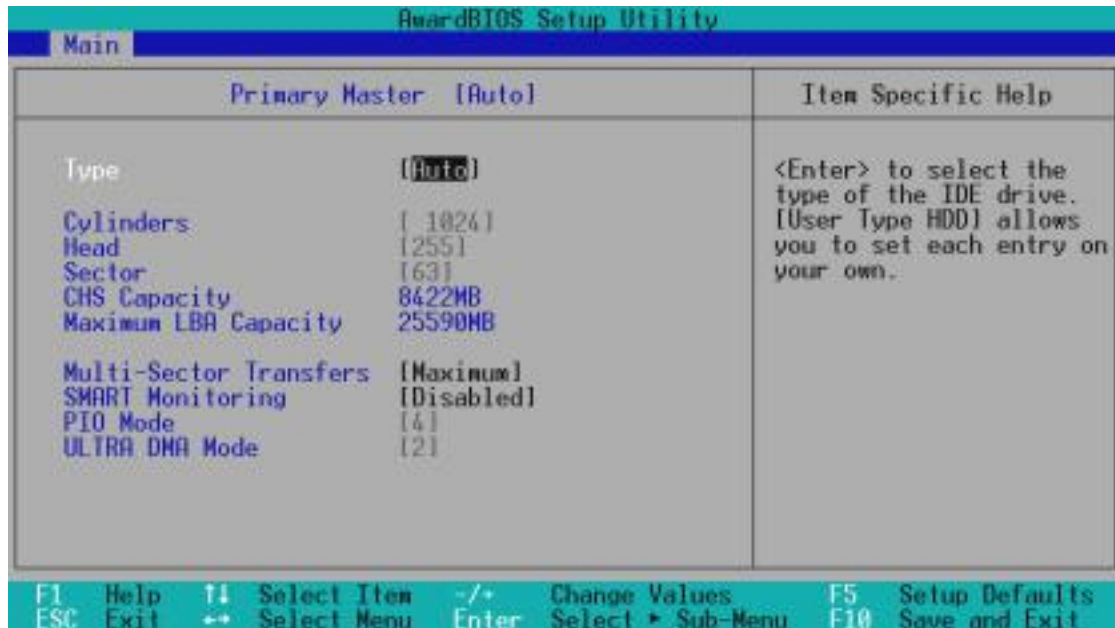 AwardBIOS Setup Utility
Main
Primary Master [Auto]
Item Specific Help
Type [Auto]
Cylinders [ 1024]
Head [255]
Sector [63]
CHS Capacity 8422MB
Maximum LBA Capacity 25590MB
Multi-Sector Transfers [Maximum]
SMART Monitoring [Disabled]
PIO Mode [4]
ULTRA DMA Mode [2]
<Enter> to select the
type of the IDE drive.
[User Type HDD] allows
you to set each entry on
your own.
F1 Help ↑↓ Select Item -/+ Change Values F5 Setup Defaults
ESC Exit ←→ Select Menu Enter Select ► Sub-Menu F10 Save and Exit